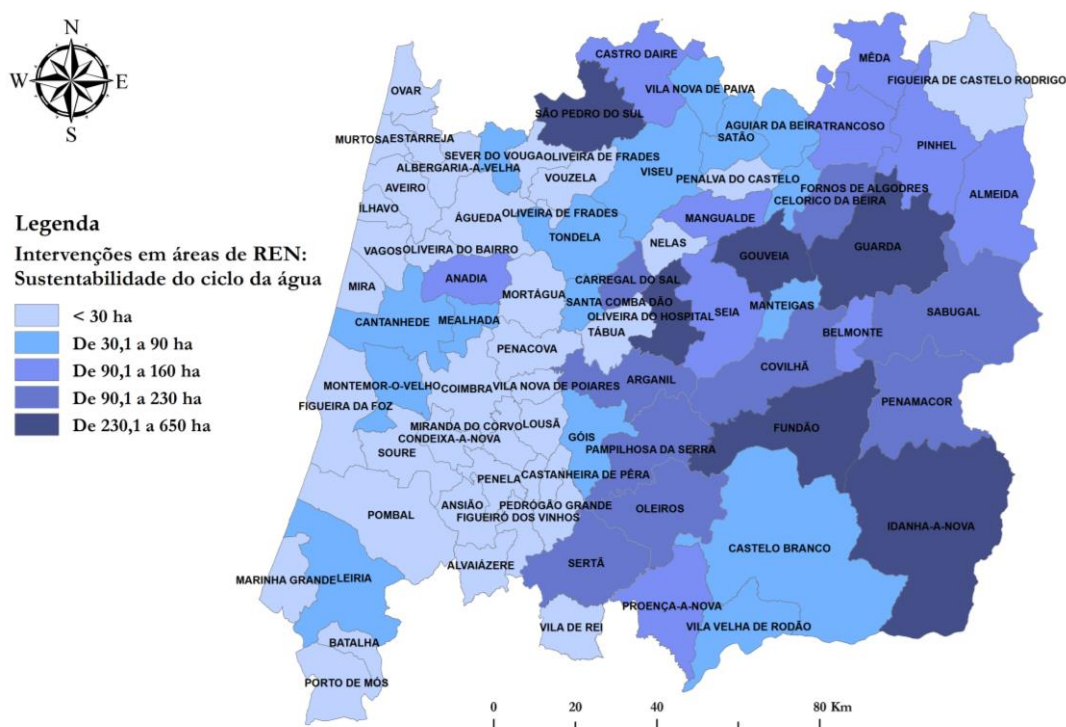 N
W E
S
Legenda
Intervenções em áreas de REN:
Sustentabilidade do ciclo da água
< 30 ha
De 30,1 a 90 ha
De 90,1 a 160 ha
De 90,1 a 230 ha
De 230,1 a 650 ha
CASTRO DAIRE
MÊDA
FIGUEIRA DE CASTELO RODRIGO
OVAR
VILA NOVA DE PAIVA
SÃO PEDRO DO SUL
AGUIAR DA BEIRA
TRANCOSO
MURTOSA
ESTARREJA
SATÃO
PINHEL
SEVER DO VOUGA
OLIVEIRA DE FRADES
ALBERGARIA-A-VELHA
VISEU
VOUZELA
PENALVA DO CASTELO
AVEIRO
FORNOS DE ALGODRES
ALMEIDA
CELORICO DA BEIRA
ÍLHAVO
ÁGUEDA
OLIVEIRA DE FRADES
MANGUALDE
TONDELA
NELAS
GUARDA
VAGOS
OLIVEIRA DO BAIRRO
GOUVEIA
ANADIA
CARREGAL DO SAL
MIRA
MORTÁGUA
SANTA COMBA DÃO
MANTEIGAS
SABUGAL
CANTANHEDE
MEALHADA
OLIVEIRA DO HOSPITAL
SEIA
TÁBUA
BELMONTE
PENACOVA
COVILHÃ
MONTEMOR-O-VELHO
COIMBRA
VILA NOVA DE POIARES
ARGANIL
PENAMACOR
FIGUEIRA DA FOZ
MIRANDA DO CORVO
LOUSÃ
FUNDÃO
CONDEIXA-A-NOVA
GÓIS
SOURE
PAMPILHOSA DA SERRA
PENELA
CASTANHEIRA DE PÊRA
ANSIÃO
PEDRÓGÃO GRANDE
OLEIROS
POMBAL
FIGUEIRÓ DOS VINHOS
IDANHA-A-NOVA
CASTELO BRANCO
ALVAIÁZERE
SERTÃ
MARINHA GRANDE
LEIRIA
PROENÇA-A-NOVA
VILA DE REI
VILA VELHA DE RODÃO
BATALHA
PORTO DE MÓS
0 20 40 80 Km